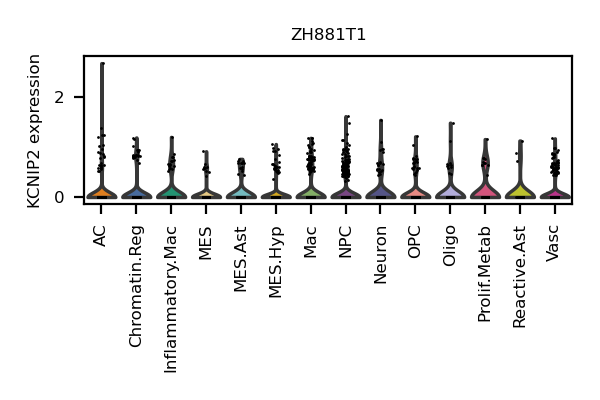 ZH881T1
KCNIP2 expression
2
0
AC
Chromatin.Reg
Inflammatory.Mac
MES
MES.Ast
MES.Hyp
Mac
NPC
Neuron
OPC
Oligo
Prolif.Metab
Reactive.Ast
Vasc